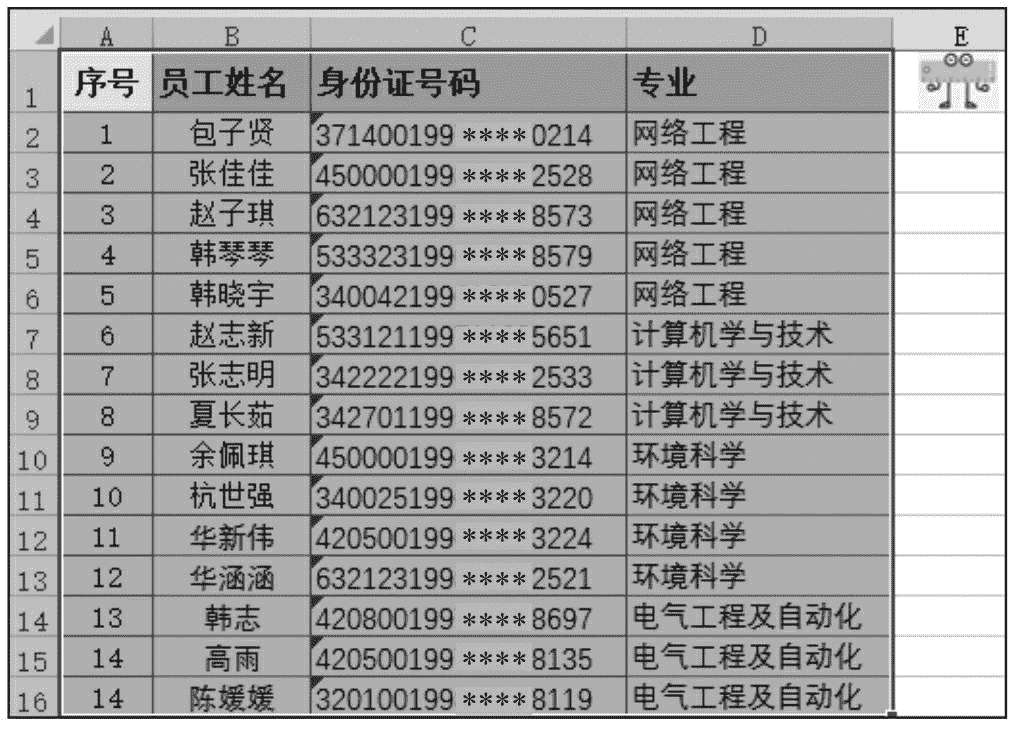 A B C D E
1 序号 员工姓名 身份证号码 专业
2 1 包子贤 371400199 ****0214 网络工程
3 2 张佳佳 450000199 ****2528 网络工程
4 3 赵子琪 632123199 ****8573 网络工程
5 4 韩琴琴 533323199 ****8579 网络工程
6 5 韩晓宇 340042199 ****0527 网络工程
7 6 赵志新 533121199 ****5651 计算机学与技术
8 7 张志明 342222199 ****2533 计算机学与技术
9 8 夏长茹 342701199 ****8572 计算机学与技术
10 9 余佩琪 450000199 ****3214 环境科学
11 10 杭世强 340025199 ****3220 环境科学
12 11 华新伟 420500199 ****3224 环境科学
13 12 华涵涵 632123199 ****2521 环境科学
14 13 韩志 420800199 ****8697 电气工程及自动化
15 14 高雨 420500199 ****8135 电气工程及自动化
16 14 陈媛媛 320100199 ****8119 电气工程及自动化